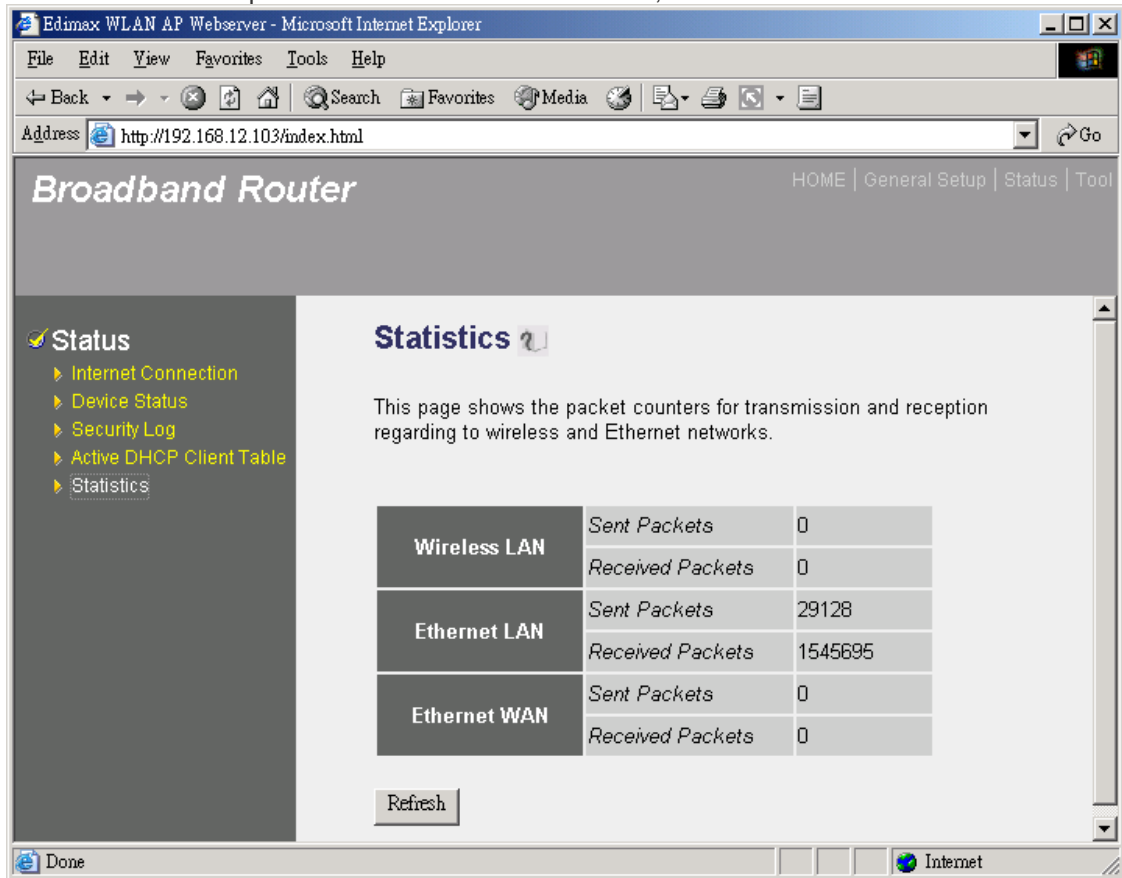 Edimax WLAN AP Webserver - Microsoft Internet Explorer
File Edit View Favorites Tools Help
Back Search Favorites Media
Address http://192.168.12.103/index.html Go
Broadband Router
HOME | General Setup | Status | Tool
Status
Internet Connection
Device Status
Security Log
Active DHCP Client Table
Statistics
Statistics
This page shows the packet counters for transmission and reception
regarding to wireless and Ethernet networks.
Wireless LAN
Sent Packets 0
Received Packets 0
Ethernet LAN
Sent Packets 29128
Received Packets 1545695
Ethernet WAN
Sent Packets 0
Received Packets 0
Refresh
Done Internet